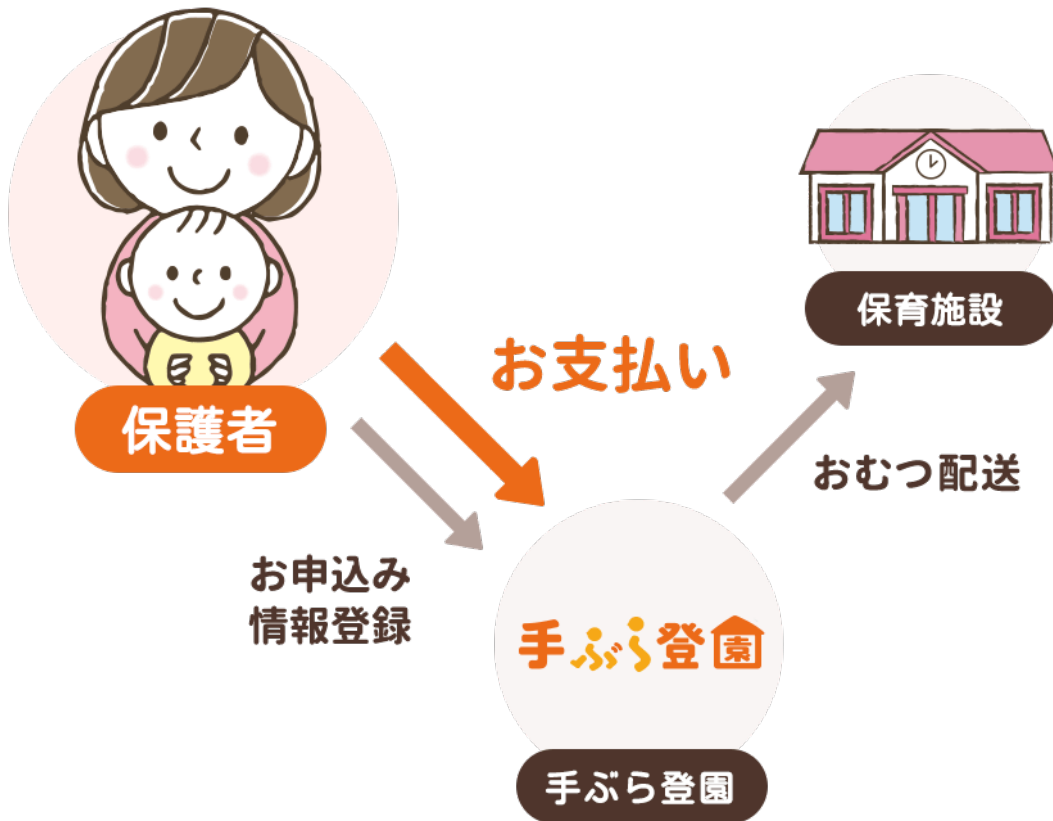 保育施設
お支払い
保護者
おむつ配送
お申込み
情報登録
手ぶら登園
手ぶら登園